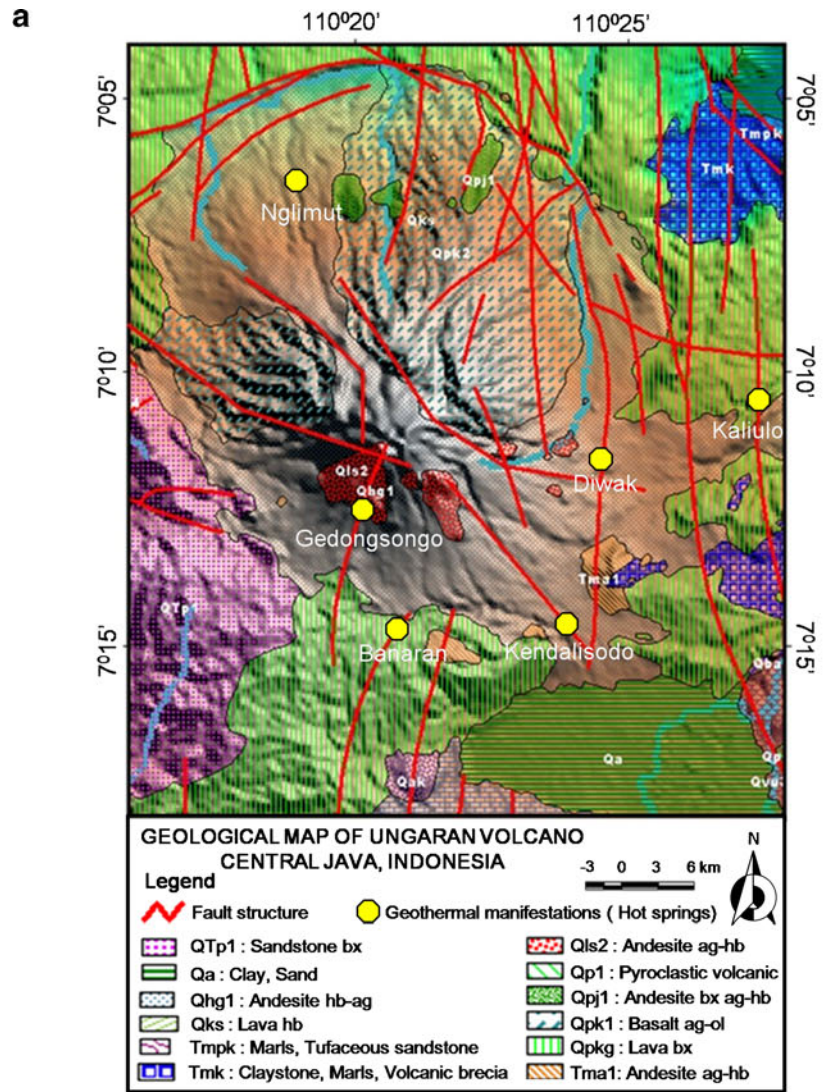 a
110º20' 110º25'
7º05' 7º05'
Tmpk
Tmk
Qpj1
Nglimut
Qks
Qpk2
7º10' 7º10'
Kaliulo
Qls2
Diwak
Qhg1
Gedongsongo
Tma1
QTp1
Banaran Kendalisodo
7º15' 7º15'
Qba
Qa
Qp
Qak
GEOLOGICAL MAP OF UNGARAN VOLCANO
CENTRAL JAVA, INDONESIA
N
Legend
-3 0 3 6 km
Fault structure Geothermal manifestations ( Hot springs)
QTp1 : Sandstone bx
Qa : Clay, Sand
Qhg1 : Andesite hb-ag
Qks : Lava hb
Tmpk : Marls, Tufaceous sandstone
Tmk : Claystone, Marls, Volcanic brecia
Qls2 : Andesite ag-hb
Qp1 : Pyroclastic volcanic
Qpj1 : Andesite bx ag-hb
Qpk1 : Basalt ag-ol
Qpkg : Lava bx
Tma1 : Andesite ag-hb